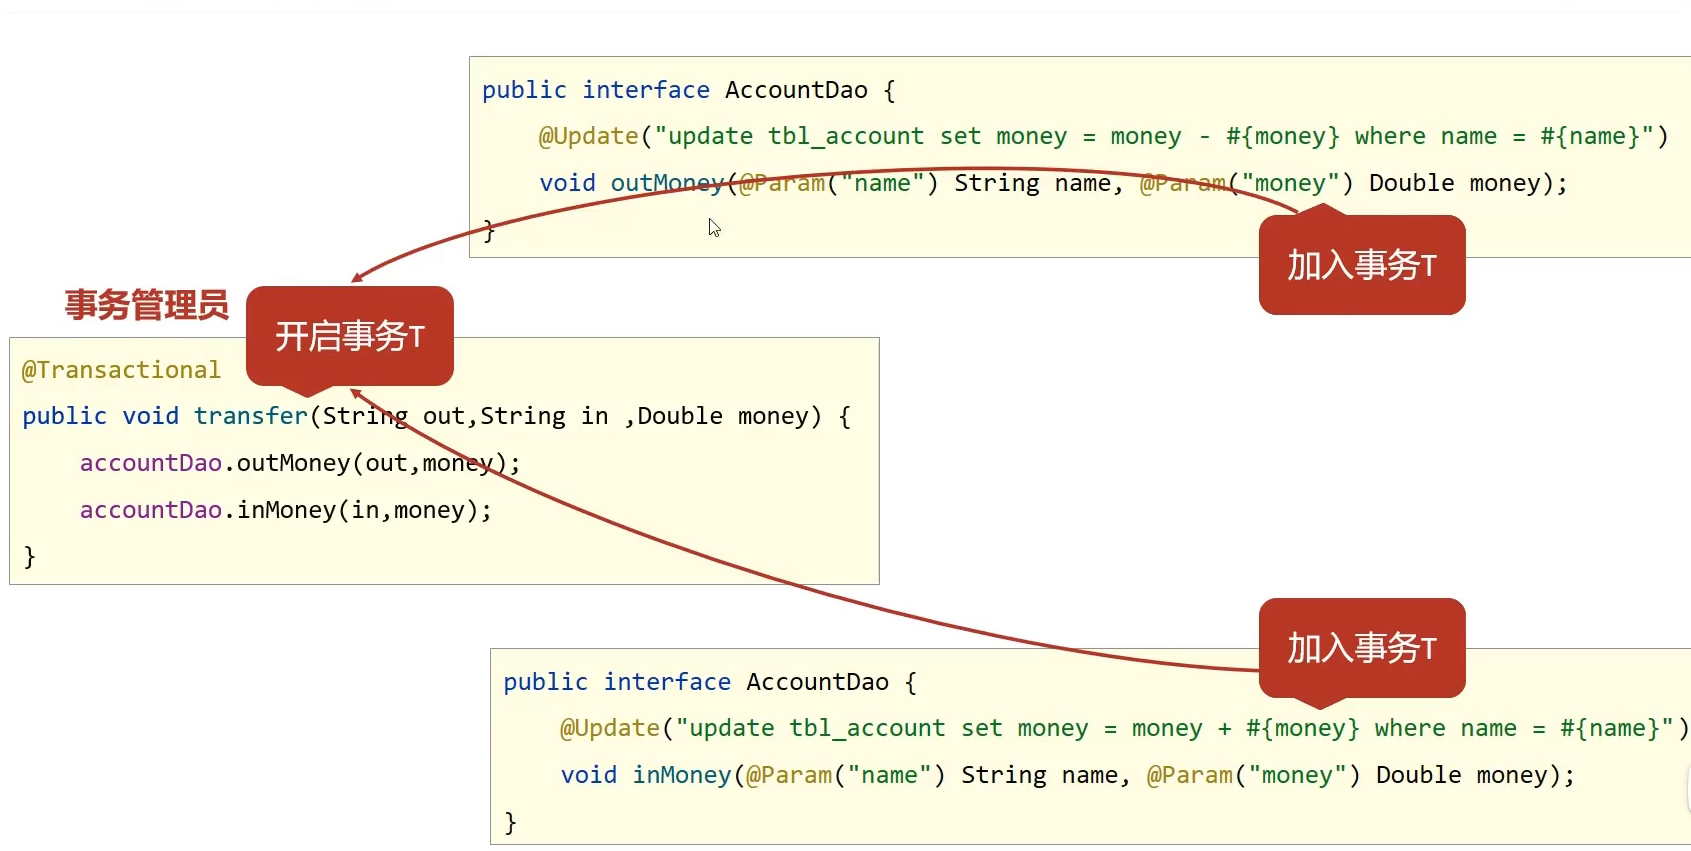 public interface AccountDao {
@Update("update tbl_account set money = money - #{money} where name = #{name}")
void outMoney(@Param("name") String name, @Param("money") Double money);
}
加入事务T
事务管理员
开启事务T
@Transactional
public void transfer(String out,String in ,Double money) {
accountDao.outMoney(out,money);
accountDao.inMoney(in,money);
}
加入事务T
public interface AccountDao {
@Update("update tbl_account set money = money + #{money} where name = #{name}")
void inMoney(@Param("name") String name, @Param("money") Double money);
}